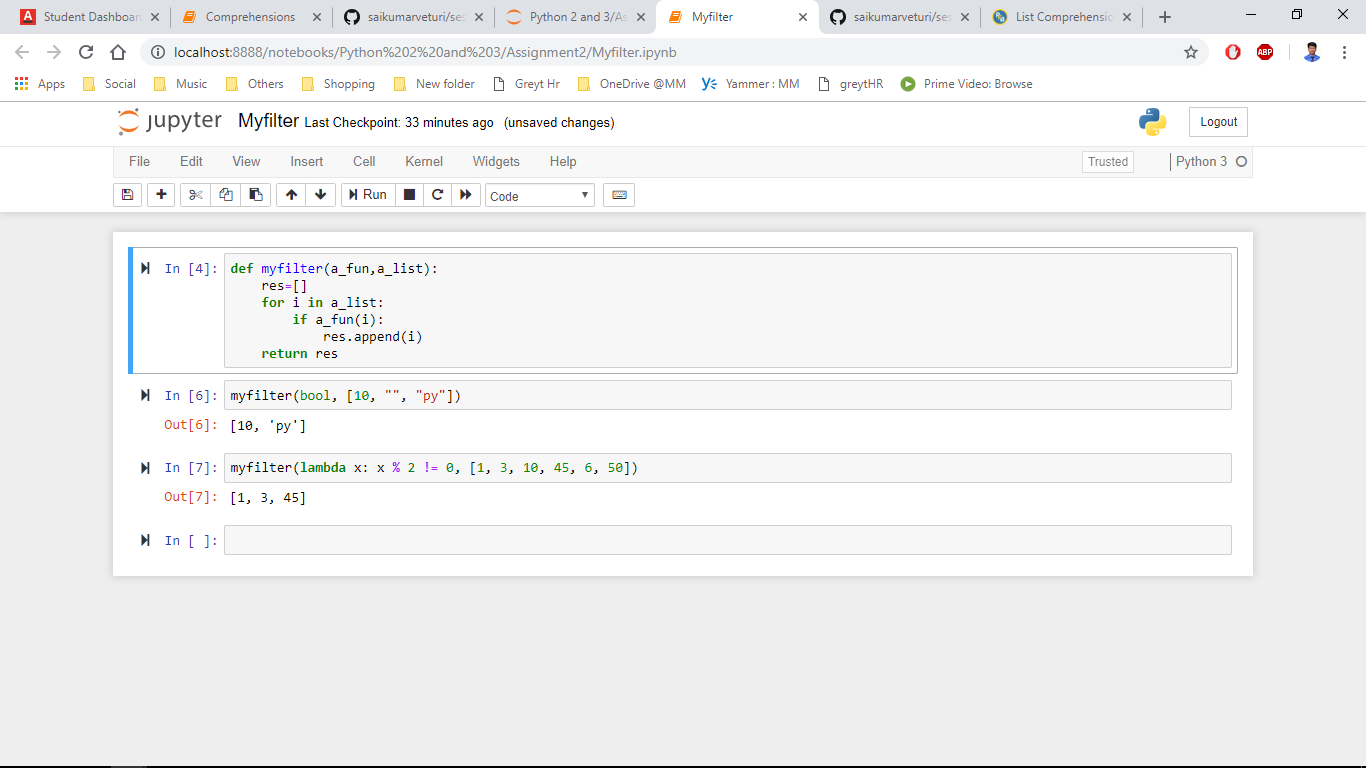 Student Dashboar
Comprehensions
saikumarveturi/ses
Python 2 and 3/As
Myfilter
saikumarveturi/ses
List Comprehensio
localhost:8888/notebooks/Python%202%20and%203/Assignment2/Myfilter.ipynb
ABP
Apps Social Music Others Shopping New folder Greyt Hr OneDrive @MM Yammer : MM greytHR Prime Video: Browse
jupyter Myfilter Last Checkpoint: 33 minutes ago (unsaved changes)
Logout
File Edit View Insert Cell Kernel Widgets Help
Trusted
Python 3
Run
Code
In [4]: def myfilter(a_fun,a_list):
    res=[]
    for i in a_list:
        if a_fun(i):
            res.append(i)
    return res
In [6]: myfilter(bool, [10, "", "py"])
Out[6]: [10, 'py']
In [7]: myfilter(lambda x: x % 2 != 0, [1, 3, 10, 45, 6, 50])
Out[7]: [1, 3, 45]
In [ ]: